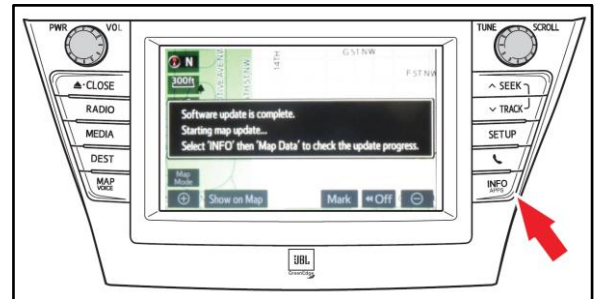 PWR VOL
TUNE SCROLL
CLOSE
RADIO
MEDIA
DEST
MAP
VOICE
N
300ft
14TH
G ST NW
F ST NW
Software update is complete.
Starting map update...
Select 'INFO' then 'Map Data' to check the update progress.
Map
Mode
Show on Map
Mark
Off
SEEK
TRACK
SETUP
INFO
APPS
JBL
GreenEdge